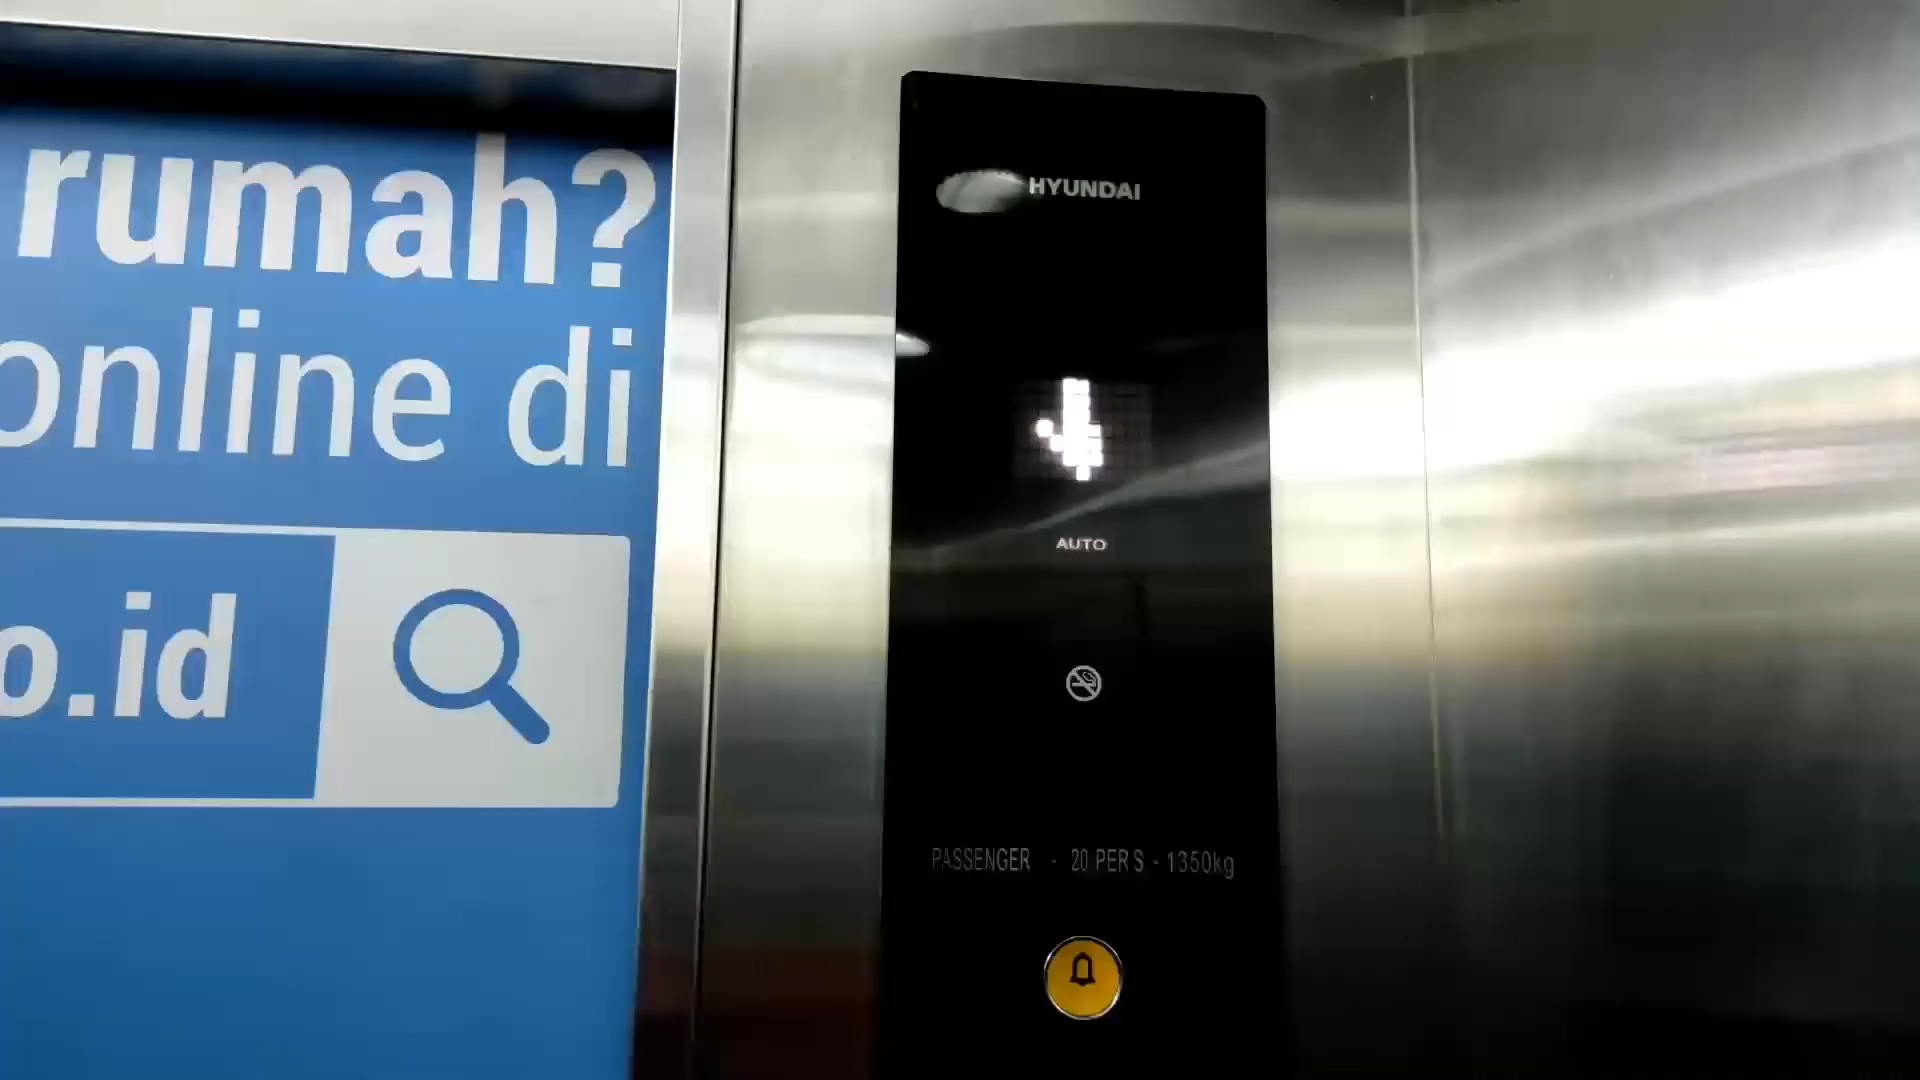 rumah?
online di
o.id
HYUNDAI
AUTO
PASSENGER - 20 PERS - 1350kg